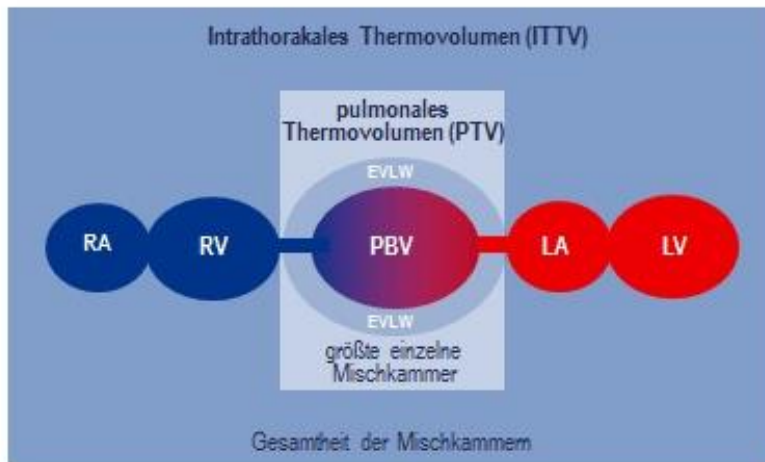 Intrathorakales Thermovolumen (ITTV)
pulmonales
Thermovolumen (PTV)
EVLW
RA
RV
PBV
LA
LV
EVLW
größte einzelne
Mischkammer
Gesamtheit der Mischkammern